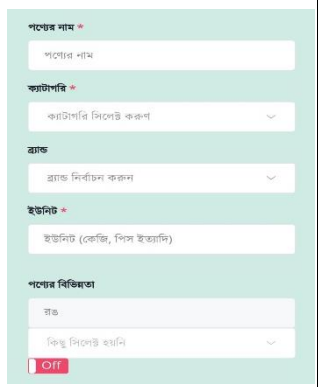 পণ্যের নাম *
পণ্যের নাম
ক্যাটাগরি *
ক্যাটাগরি সিলেক্ট করুণ
ব্র্যান্ড
ব্র্যান্ড নির্বাচন করুন
ইউনিট *
ইউনিট (কেজি, পিস ইত্যাদি)
পণ্যের বিভিন্নতা
রঙ
কিছু সিলেক্ট হয়নি
Off